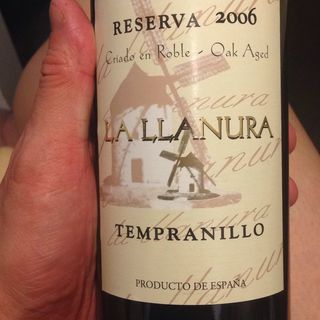 RESERVA 2006
Criado en Roble - Oak Aged
LA LLANURA
TEMPRANILLO
PRODUCTO DE ESPAÑA